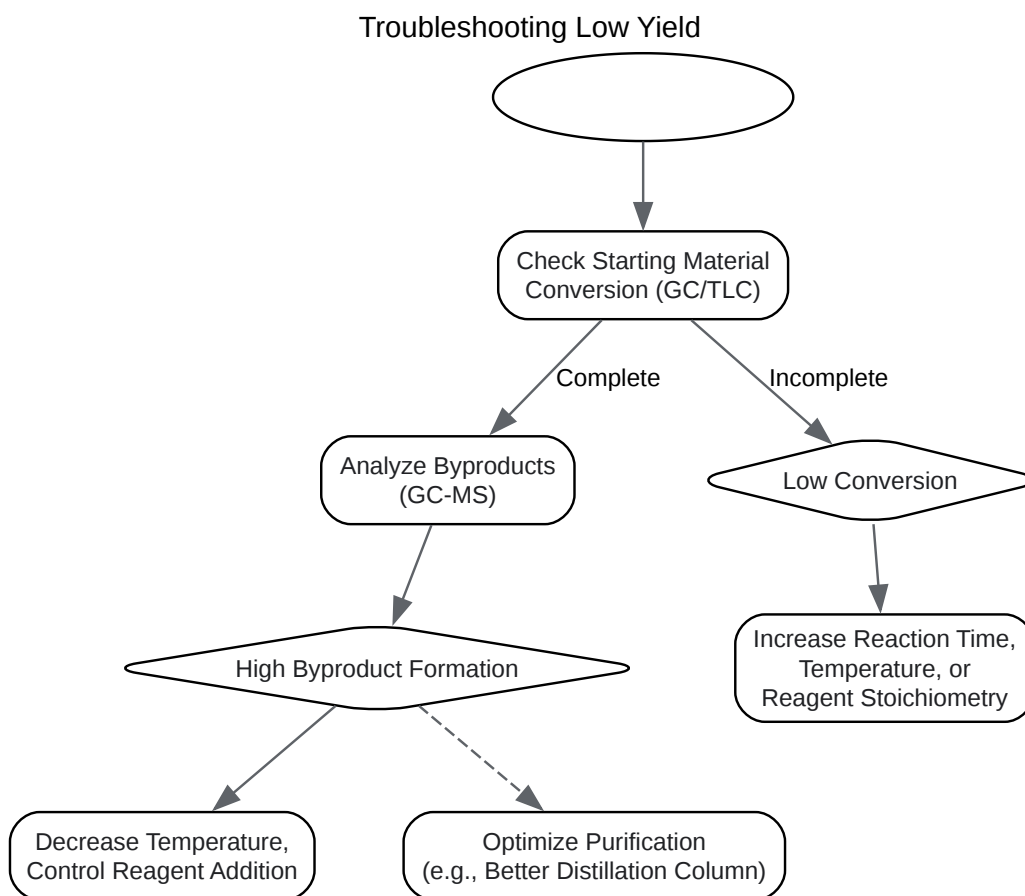 Troubleshooting Low Yield
Check Starting Material
Conversion (GC/TLC)
Complete
Incomplete
Analyze Byproducts
(GC-MS)
Low Conversion
High Byproduct Formation
Increase Reaction Time,
Temperature, or
Reagent Stoichiometry
Decrease Temperature,
Control Reagent Addition
Optimize Purification
(e.g., Better Distillation Column)